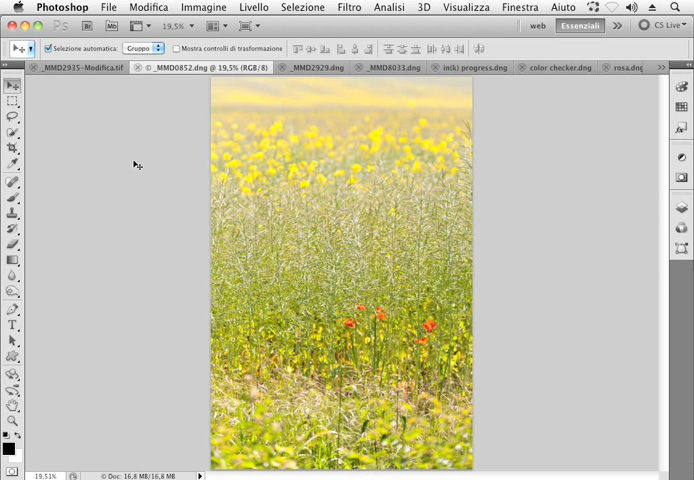 Photoshop File Modifica Immagine Livello Selezione Filtro Analisi 3D Visualizza Finestra Aiuto
Ps Br Mb 19,5% web Essenziali >> CS Live
Selezione automatica: Gruppo Mostra controlli di trasformazione
_MMD2935-Modifica.tif © _MMD0852.dng @ 19,5% (RGB/8) _MMD2929.dng _MMD8033.dng in(k) progress.dng color checker.dng rosa.dng >>
19,51% © Doc: 16,8 MB/16,8 MB